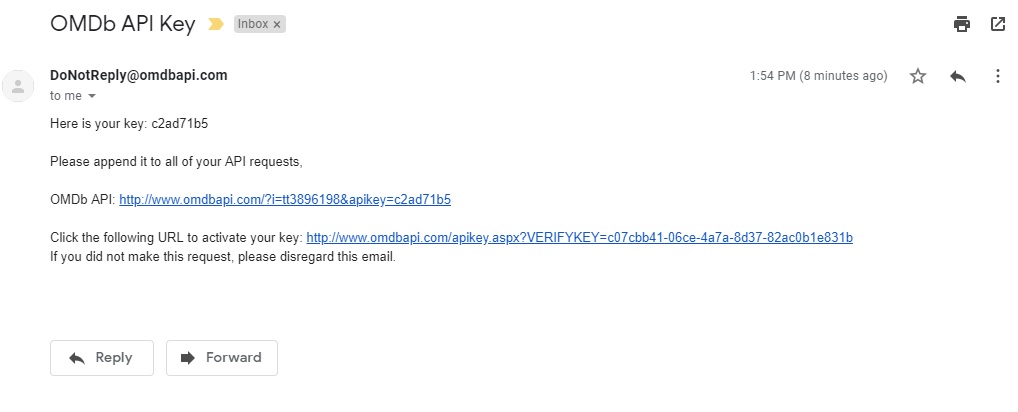 OMDb API Key Inbox ×
DoNotReply@omdbapi.com 1:54 PM (8 minutes ago)
to me
Here is your key: c2ad71b5
Please append it to all of your API requests,
OMDb API: http://www.omdbapi.com/?i=tt3896198&apikey=c2ad71b5
Click the following URL to activate your key: http://www.omdbapi.com/apikey.aspx?VERIFYKEY=c07cbb41-06ce-4a7a-8d37-82ac0b1e831b
If you did not make this request, please disregard this email.
Reply Forward